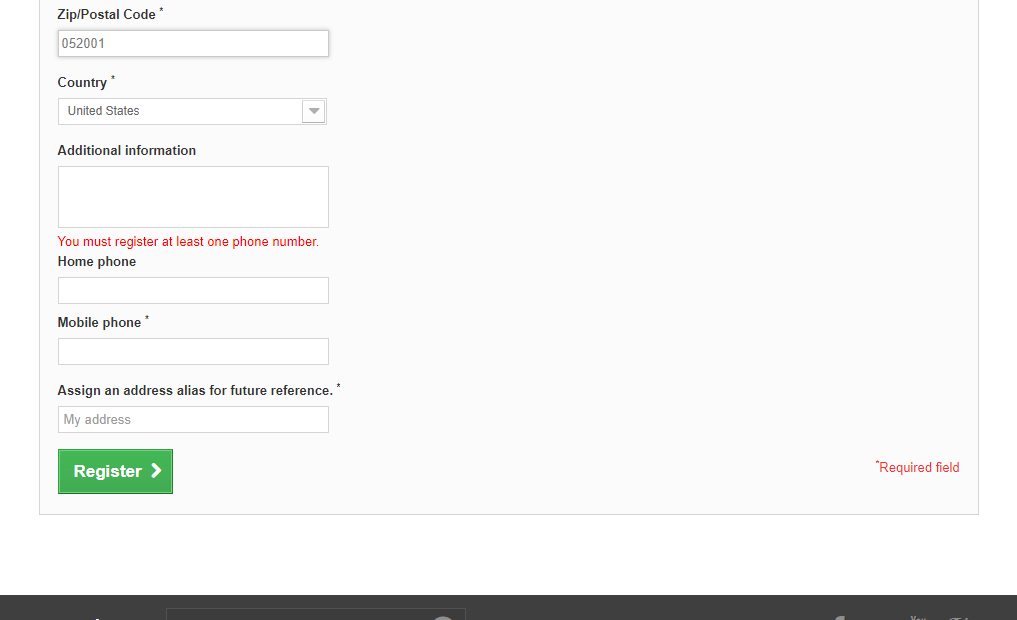 Zip/Postal Code *
052001
Country *
United States
Additional information
You must register at least one phone number.
Home phone
Mobile phone *
Assign an address alias for future reference. *
My address
Register
*Required field